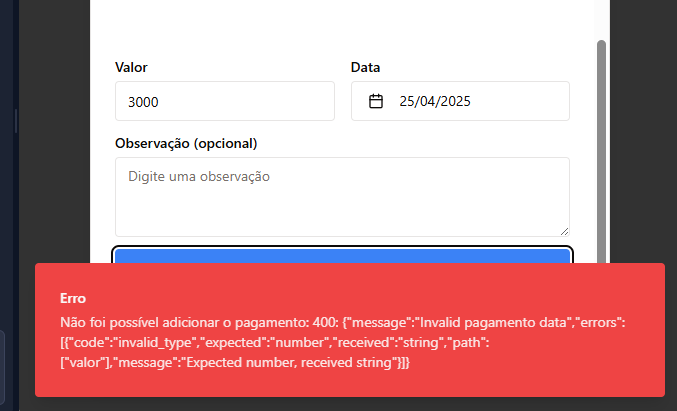 Valor Data
3000 25/04/2025
Observação (opcional)
Digite uma observação
Erro
Não foi possível adicionar o pagamento: 400: {"message":"Invalid pagamento data","errors":
[{"code":"invalid_type","expected":"number","received":"string","path":
["valor"],"message":"Expected number, received string"}]}